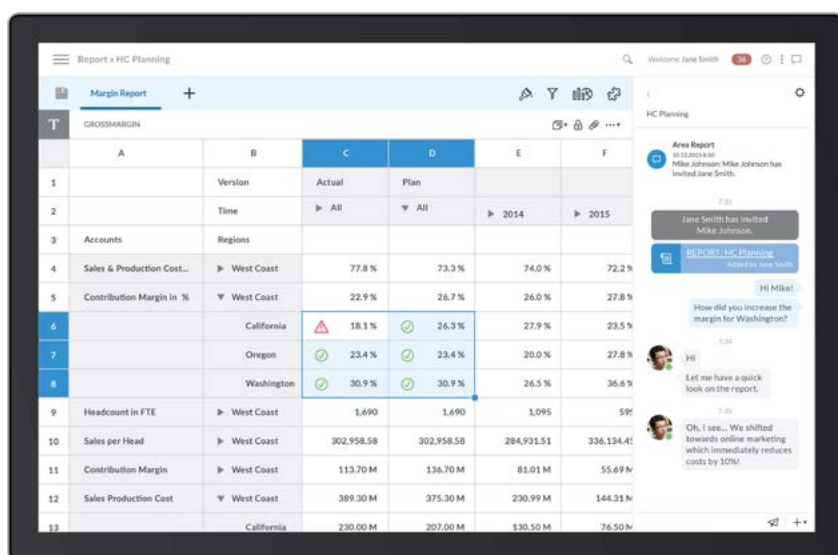 Report » HC Planning
Welcome Jane Smith
Margin Report +
GROSSMARGIN
HC Planning
A B C D E F
1 Version Actual Plan
2 Time All All 2014 2015
3 Accounts Regions
4 Sales & Production Cost... West Coast 77.8 % 73.3 % 74.0 % 72.2 %
5 Contribution Margin in % West Coast 22.9 % 26.7 % 26.0 % 27.8 %
6 California 18.1 % 26.3 % 27.9 % 23.5 %
7 Oregon 23.4 % 23.4 % 20.0 % 27.8 %
8 Washington 30.9 % 30.9 % 26.5 % 36.6 %
9 Headcount in FTE West Coast 1,690 1,690 1,095 595
10 Sales per Head West Coast 302,958.58 302,958.58 284,931.51 336,134.45
11 Contribution Margin West Coast 113.70 M 136.70 M 81.01 M 55.69 M
12 Sales Production Cost West Coast 389.30 M 375.30 M 230.99 M 144.31 M
13 California 230.00 M 207.00 M 130.50 M 76.50 M
Area Report
Mike Johnson: Mike Johnson has
invited Jane Smith.
Jane Smith has invited
Mike Johnson.
REPORT: HC Planning
Added by Jane Smith
Hi Mike!
How did you increase the
margin for Washington?
7:34
Hi
Let me have a quick
look on the report.
7:35
Oh, I see... We shifted
towards online marketing
which immediately reduces
costs by 10%!